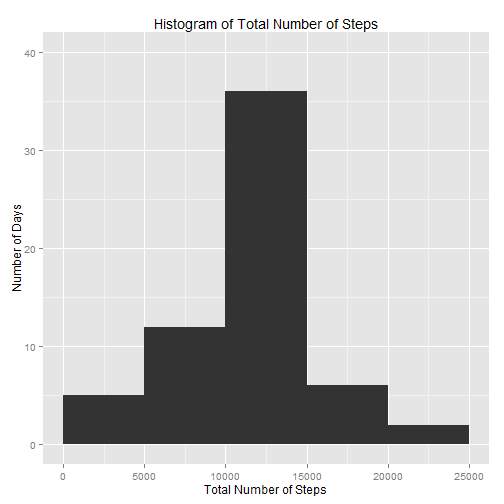 Histogram of Total Number of Steps
40
30
20
10
0
Number of Days
0 5000 10000 15000 20000 25000
Total Number of Steps